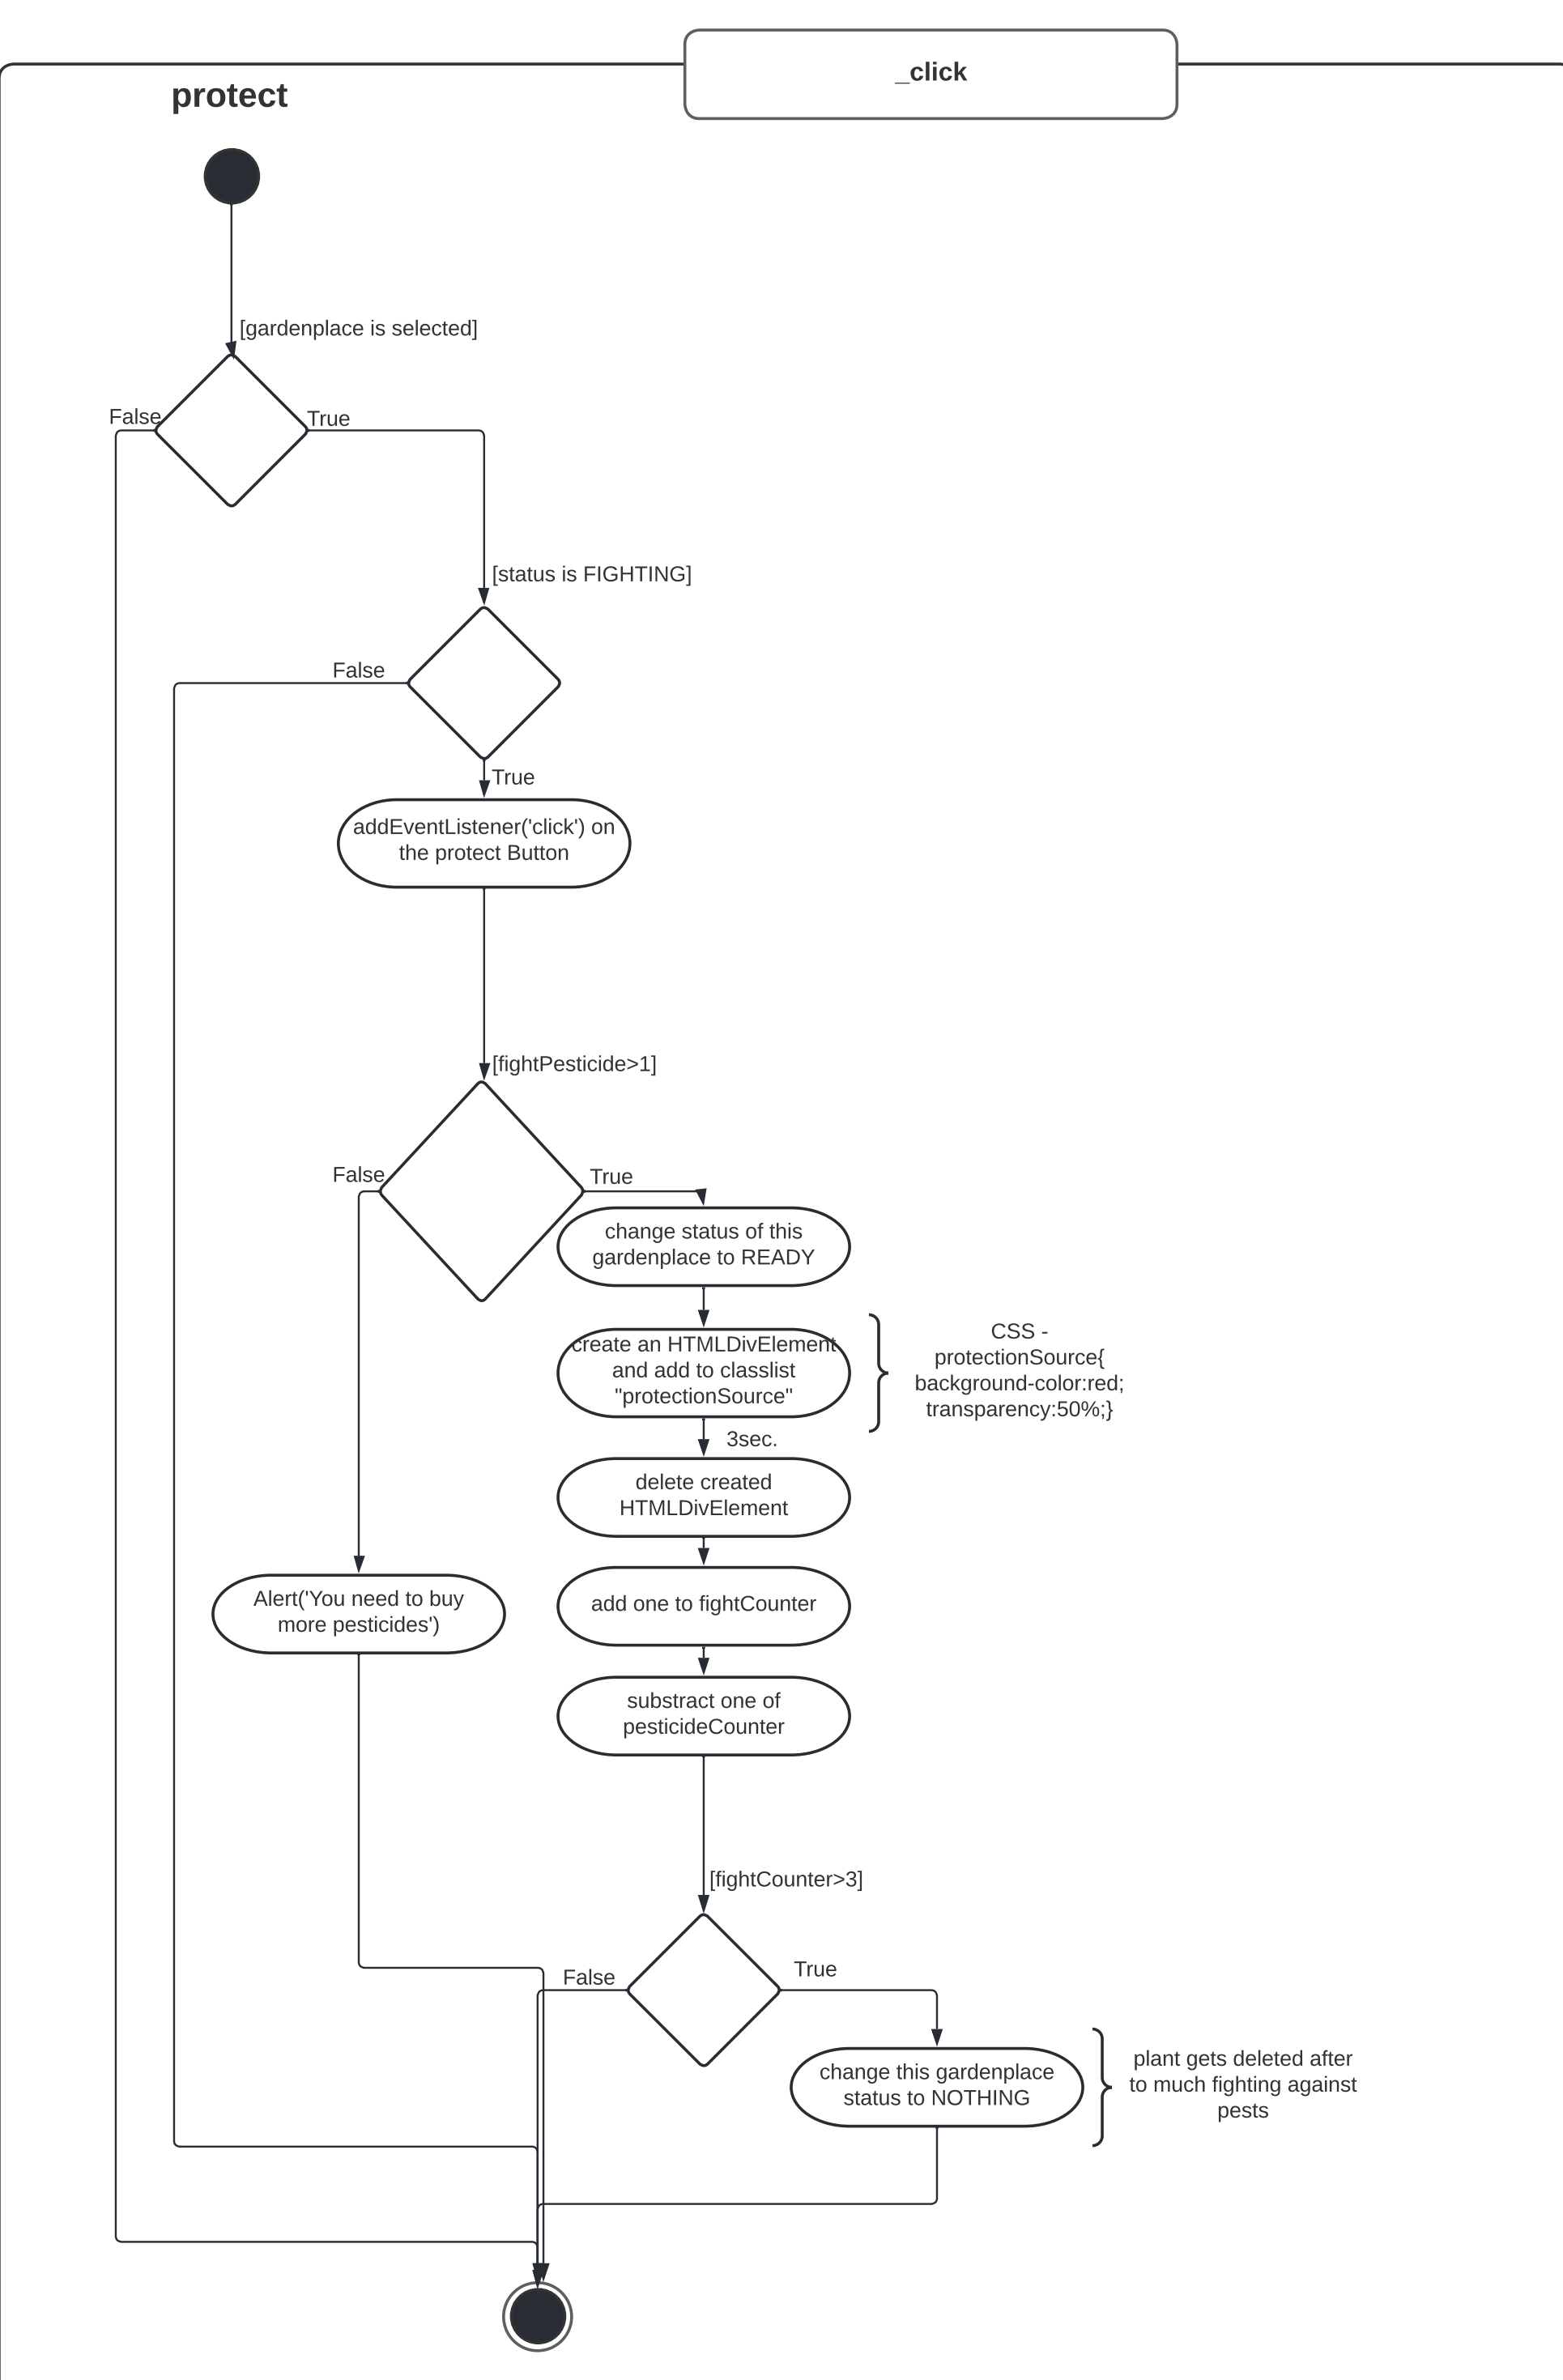 _click
protect
[gardenplace is selected]
False
True
[status is FIGHTING]
False
True
addEventListener('click') on
the protect Button
[fightPesticide>1]
False
True
change status of this
gardenplace to READY
create an HTMLDivElement
and add to classlist
"protectionSource"
CSS -
protectionSource{
background-color:red;
transparency:50%;}
3sec.
delete created
HTMLDivElement
Alert('You need to buy
more pesticides')
add one to fightCounter
substract one of
pesticideCounter
[fightCounter>3]
False
True
change this gardenplace
status to NOTHING
plant gets deleted after
to much fighting against
pests